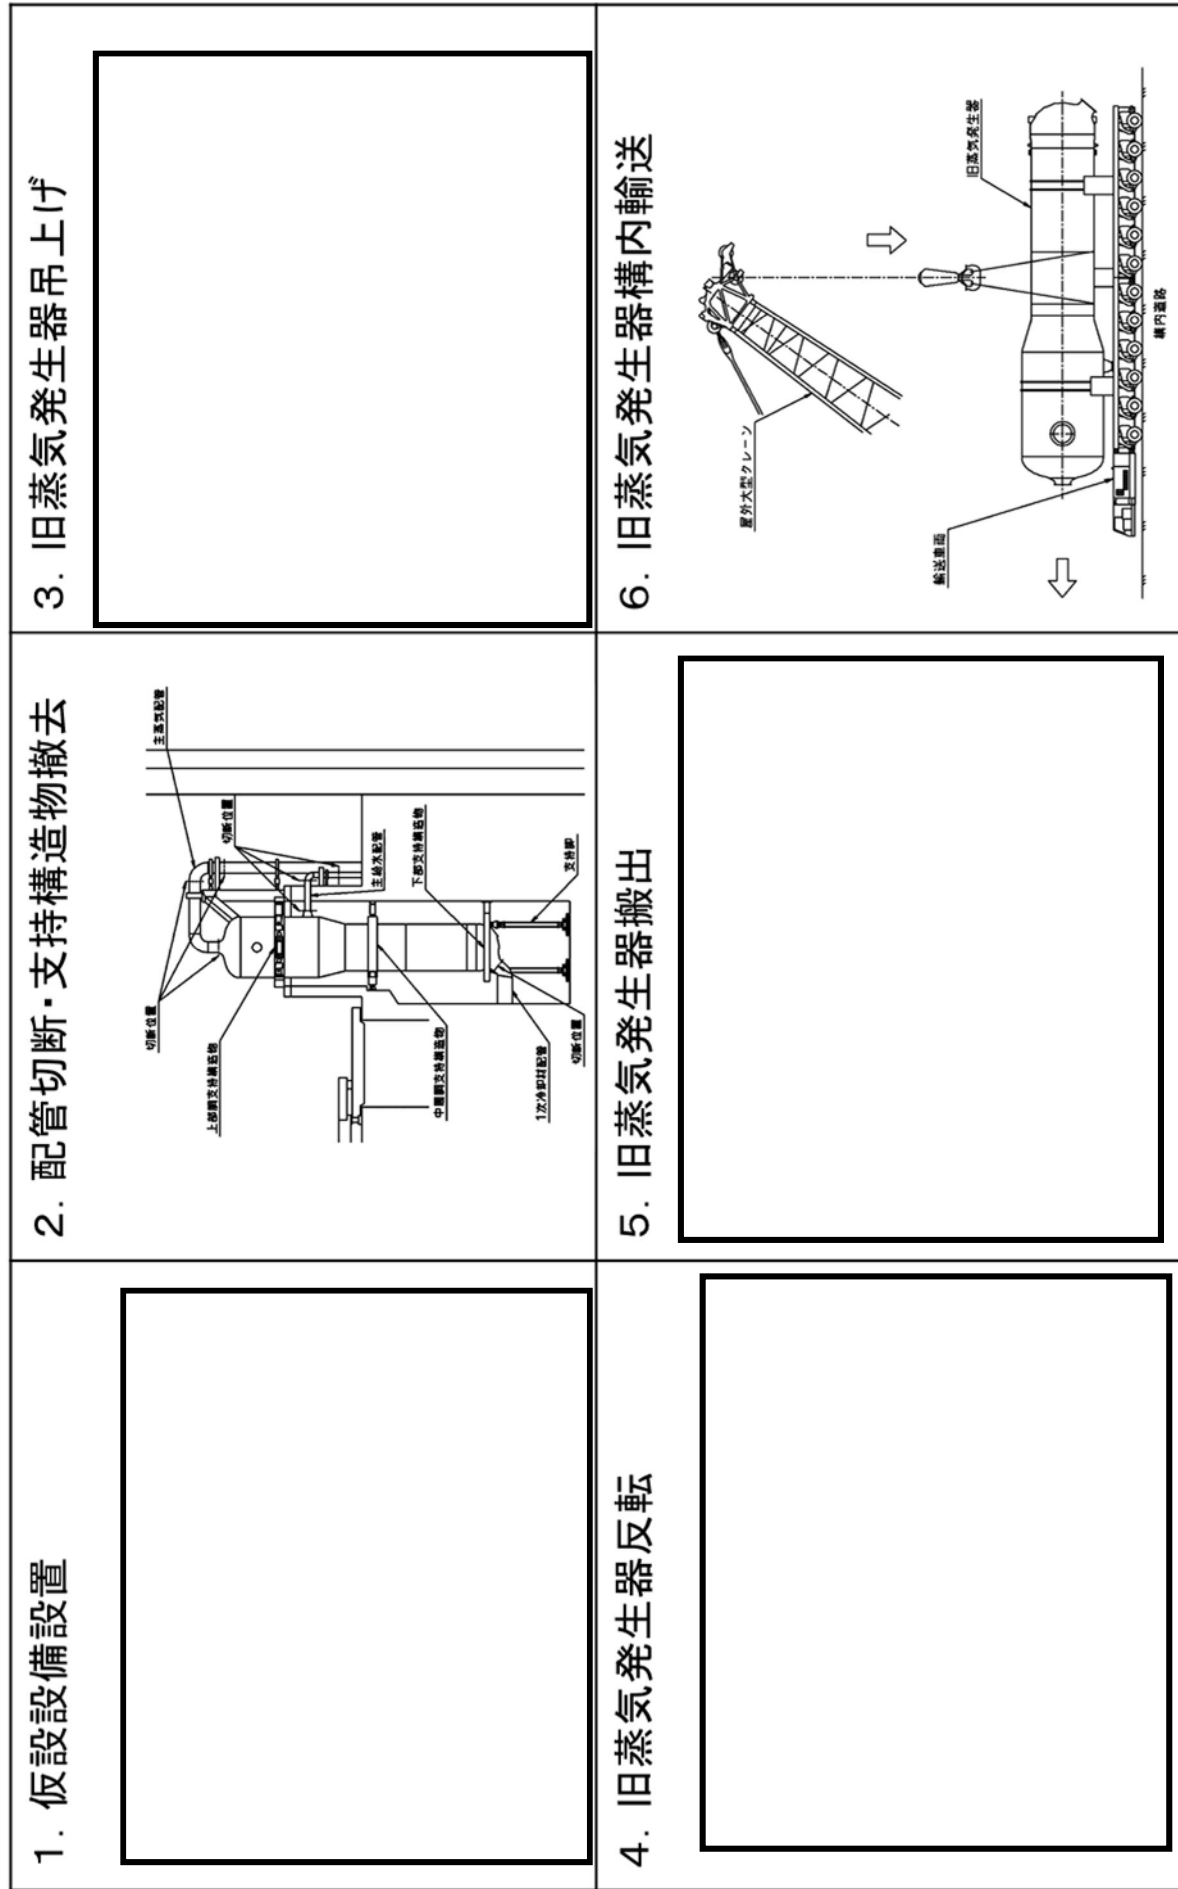 1. 仮設設備設置
2. 配管切断・支持構造物撤去
主蒸気配管
切断位置
切断位置
主給水配管
上部胴支持構造物
下部支持構造物
中間胴支持構造物
支持脚
1次冷却材配管
切断位置
3. 旧蒸気発生器吊上げ
4. 旧蒸気発生器反転
5. 旧蒸気発生器搬出
6. 旧蒸気発生器構内輸送
屋外大型クレーン
旧蒸気発生器
輸送車両
構内道路